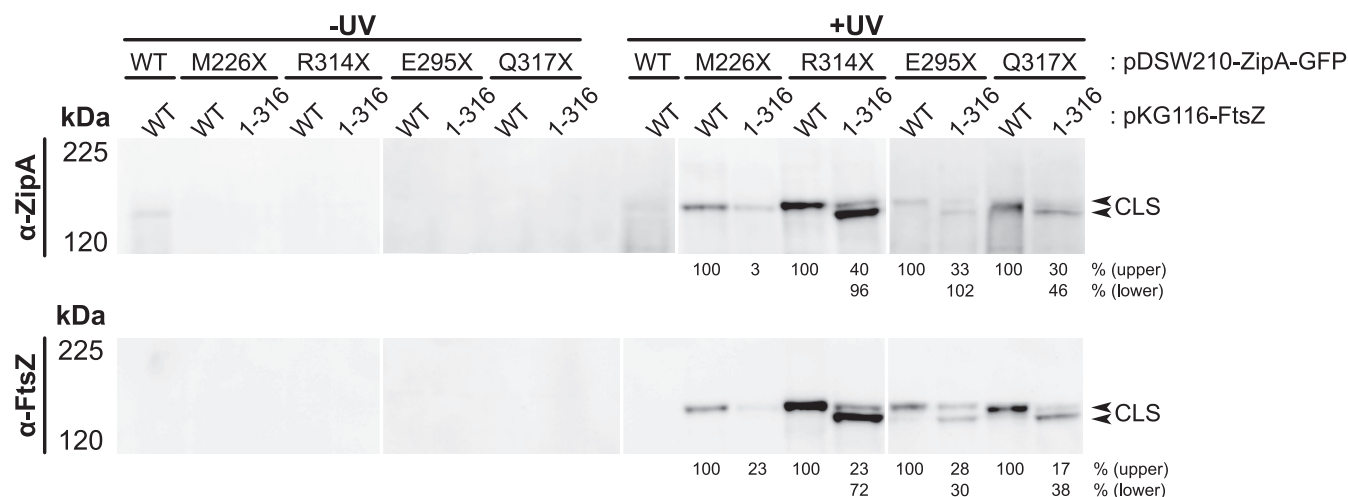 -UV +UV
WT M226X R314X E295X Q317X WT M226X R314X E295X Q317X : pDSW210-ZipA-GFP
WT WT 1-316 WT 1-316 WT 1-316 WT 1-316 WT WT 1-316 WT 1-316 WT 1-316 WT 1-316 : pKG116-FtsZ
kDa
α-ZipA
225
CLS
120
100 3 100 40 100 33 100 30 % (upper)
96 102 46 % (lower)
kDa
α-FtsZ
225
CLS
120
100 23 100 23 100 28 100 17 % (upper)
72 30 38 % (lower)